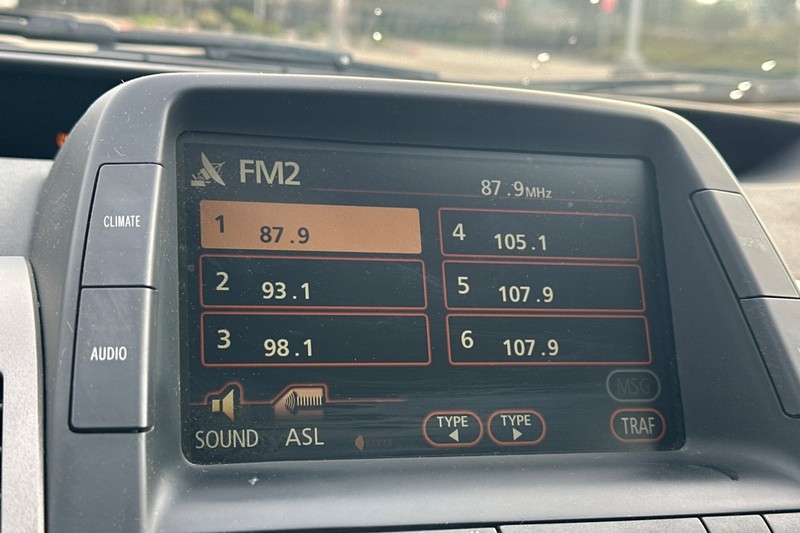 FM2
87.9MHz
CLIMATE
1 87.9
4 105.1
2 93.1
5 107.9
3 98.1
6 107.9
AUDIO
MSG
SOUND
ASL
TYPE
TYPE
TRAF